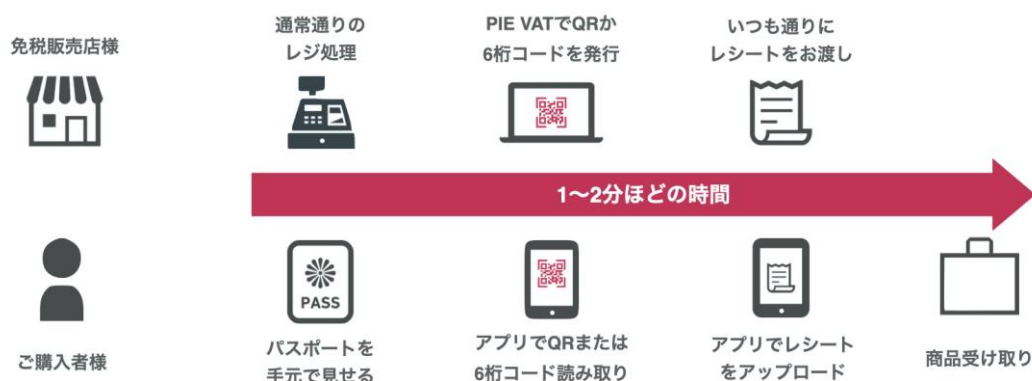 免税販売店様
通常通りの
レジ処理
PIE VATでQRか
6桁コードを発行
いつも通りに
レシートをお渡し
1〜2分ほどの時間
ご購入者様
PASS
パスポートを
手元で見せる
アプリでQRまたは
6桁コード読み取り
アプリでレシート
をアップロード
商品受け取り